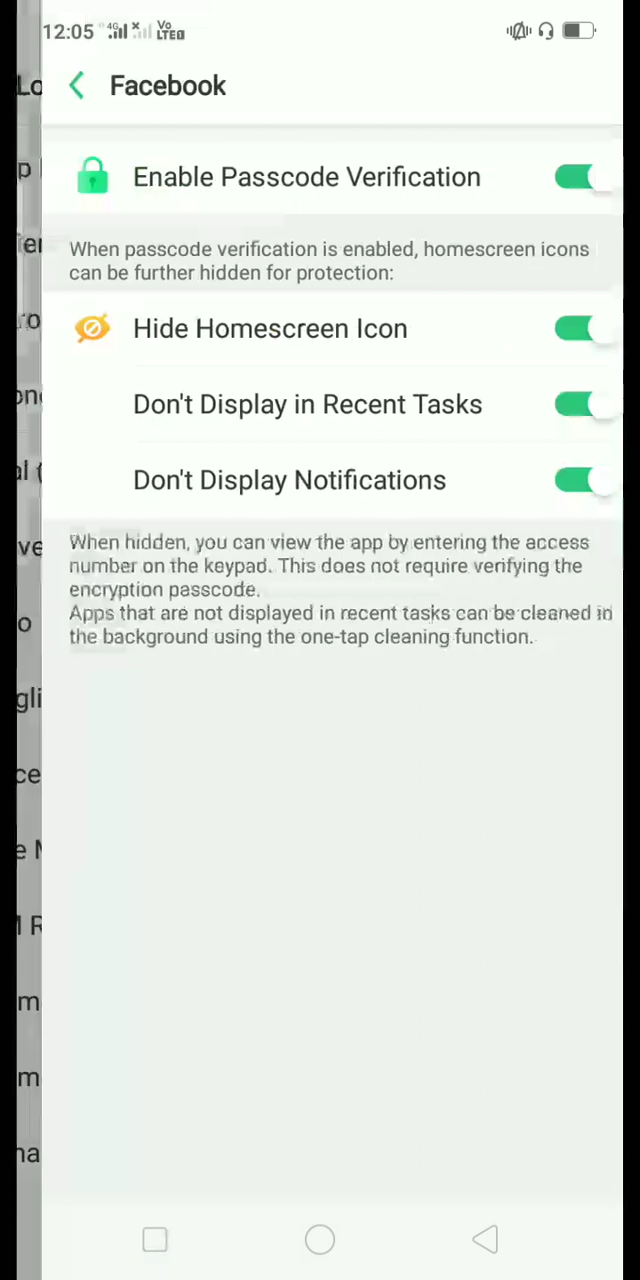 12:05 4G Vo LTE
Facebook
Enable Passcode Verification
When passcode verification is enabled, homescreen icons
can be further hidden for protection:
Hide Homescreen Icon
Don't Display in Recent Tasks
Don't Display Notifications
When hidden, you can view the app by entering the access
number on the keypad. This does not require verifying the
encryption passcode.
Apps that are not displayed in recent tasks can be cleaned in
the background using the one-tap cleaning function.